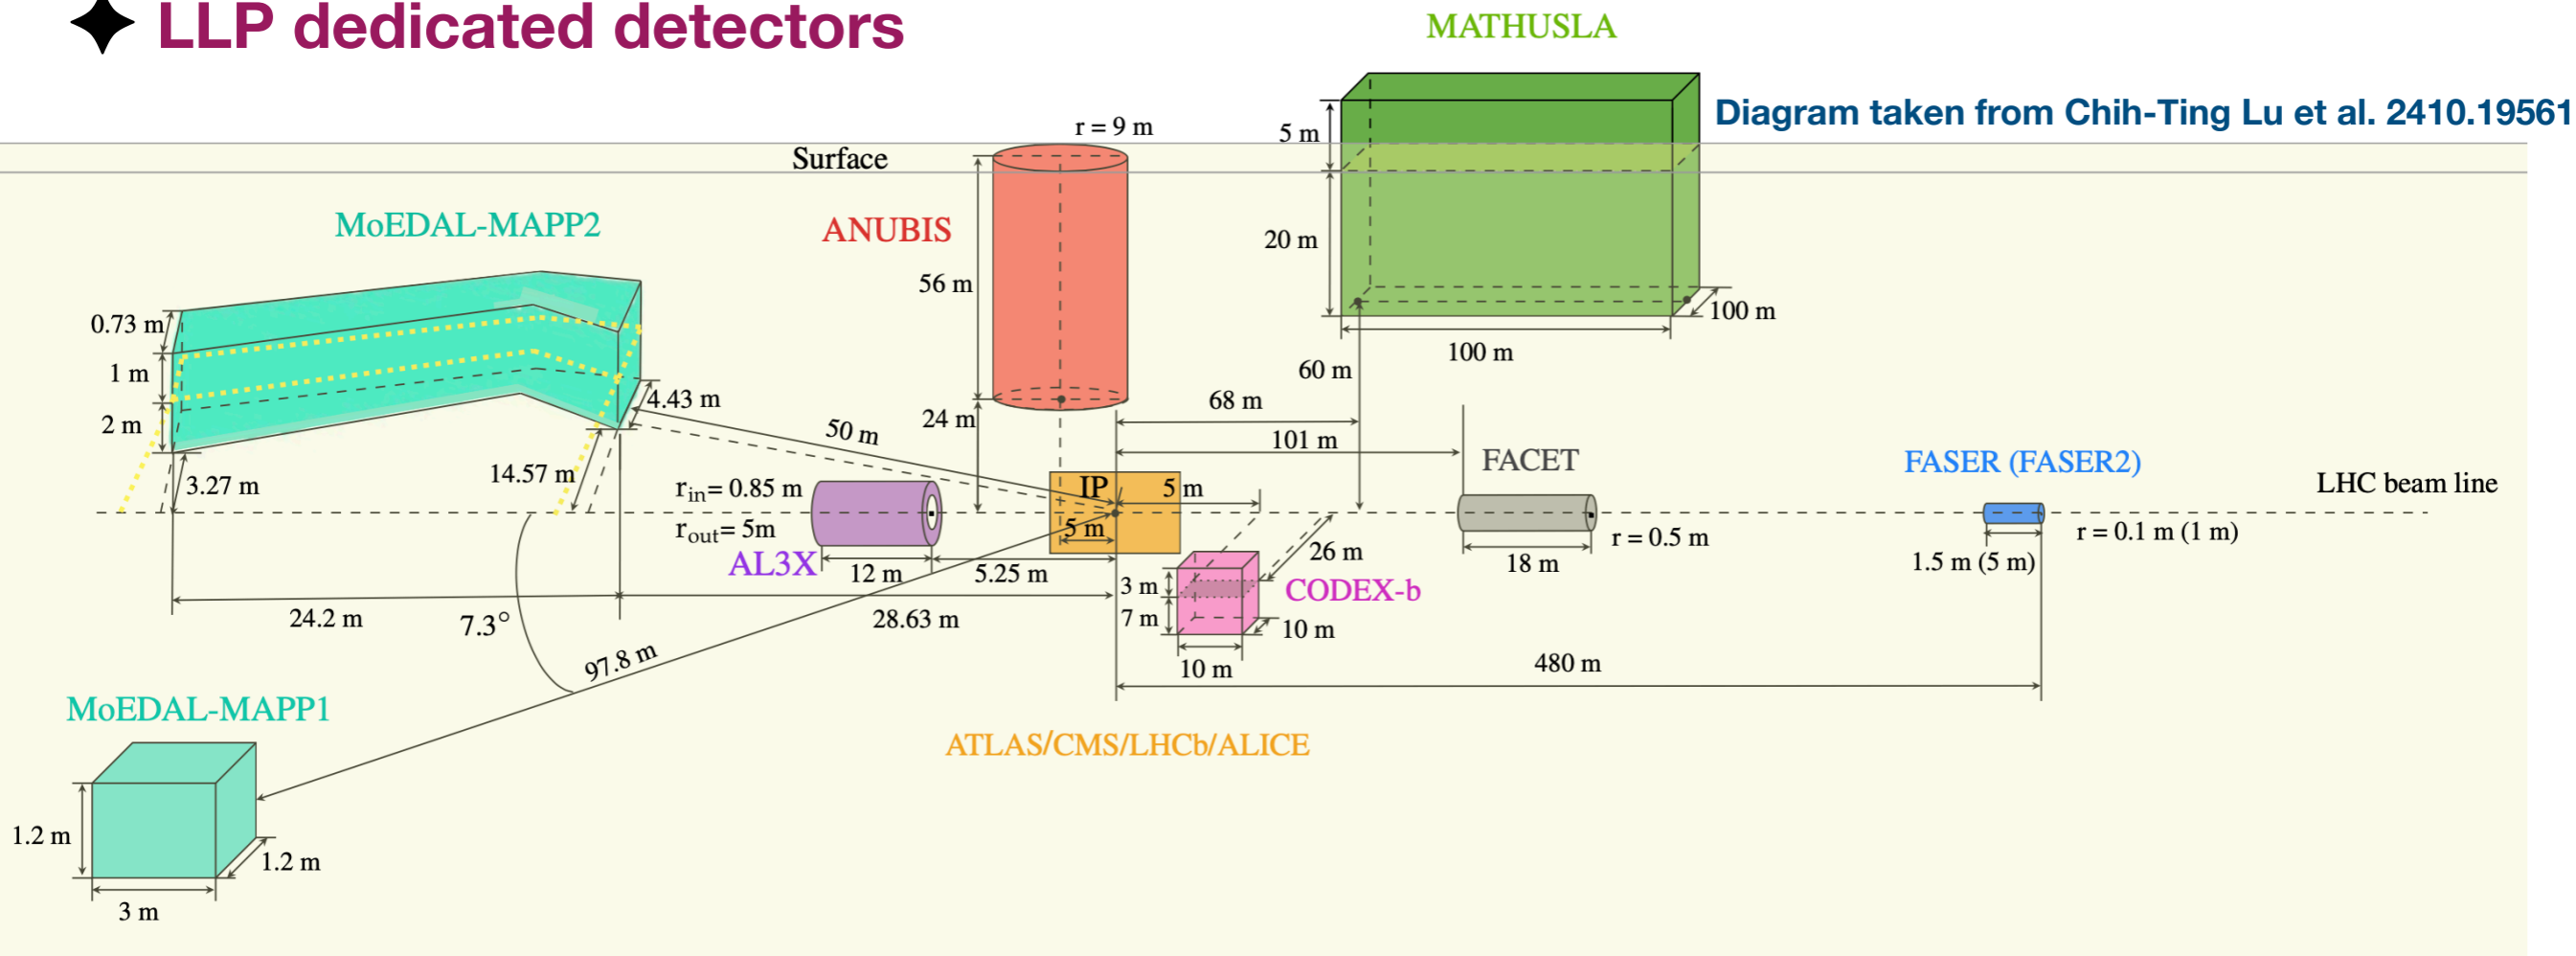 LLP dedicated detectors
MATHUSLA
Diagram taken from Chih-Ting Lu et al. 2410.19561
r = 9 m
5 m
Surface
MoEDAL-MAPP2
ANUBIS
20 m
56 m
100 m
0.73 m
100 m
1 m
60 m
4.43 m
68 m
2 m
24 m
50 m
101 m
FACET
FASER (FASER2)
14.57 m
3.27 m
r_in= 0.85 m
IP
5 m
LHC beam line
r_out= 5m
5 m
r = 0.5 m
r = 0.1 m (1 m)
26 m
AL3X
12 m
5.25 m
18 m
1.5 m (5 m)
3 m
CODEX-b
7 m
10 m
24.2 m
7.3°
28.63 m
97.8 m
10 m
480 m
MoEDAL-MAPP1
ATLAS/CMS/LHCb/ALICE
1.2 m
1.2 m
3 m